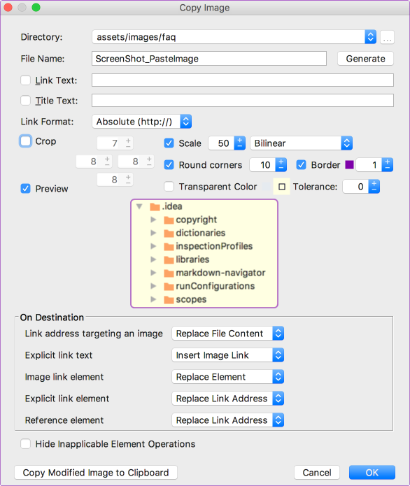 Copy Image
Directory: assets/images/faq ...
File Name: ScreenShot_PasteImage Generate
Link Text:
Title Text:
Link Format: Absolute (http://)
Crop 7 Scale 50 Bilinear
8 8 Round corners 10 Border 1
8
Preview Transparent Color Tolerance: 0
.idea
copyright
dictionaries
inspectionProfiles
libraries
markdown-navigator
runConfigurations
scopes
On Destination
Link address targeting an image Replace File Content
Explicit link text Insert Image Link
Image link element Replace Element
Explicit link element Replace Link Address
Reference element Replace Link Address
Hide Inapplicable Element Operations
Copy Modified Image to Clipboard Cancel OK